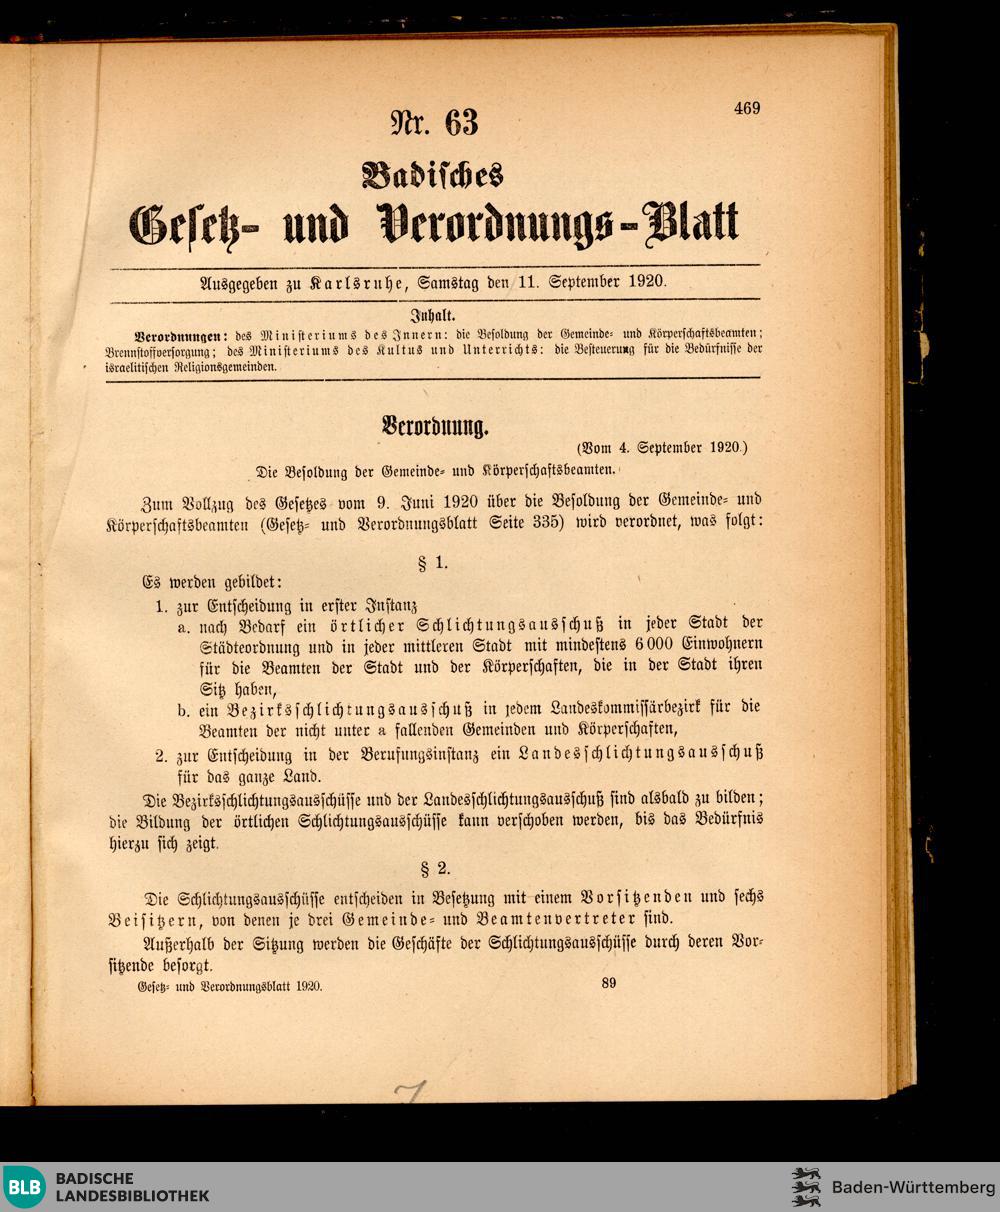 469
Nr. 63
Badisches
Gesetz- und Verordnungs-Blatt
Ausgegeben zu Karlsruhe, Samstag den 11. September 1920.
Inhalt.
Verordnungen: des Ministeriums des Innern: die Besoldung der Gemeinde- und Körperschaftsbeamten;
Brennstoffversorgung; des Ministeriums des Kultus und Unterrichts: die Besteuerung für die Bedürfnisse der
israelitischen Religionsgemeinden.
Verordnung.
(Vom 4. September 1920.)
Die Besoldung der Gemeinde- und Körperschaftsbeamten.
Zum Vollzug des Gesetzes vom 9. Juni 1920 über die Besoldung der Gemeinde- und
Körperschaftsbeamten (Gesetz- und Verordnungsblatt Seite 335) wird verordnet, was folgt:
§ 1.
Es werden gebildet:
1. zur Entscheidung in erster Instanz
a. nach Bedarf ein örtlicher Schlichtungsausschuß in jeder Stadt der
Städteordnung und in jeder mittleren Stadt mit mindestens 6000 Einwohnern
für die Beamten der Stadt und der Körperschaften, die in der Stadt ihren
Sitz haben,
b. ein Bezirksschlichtungsausschuß in jedem Landeskommissärbezirk für die
Beamten der nicht unter a fallenden Gemeinden und Körperschaften,
2. zur Entscheidung in der Berufungsinstanz ein Landesschlichtungsausschuß
für das ganze Land.
Die Bezirksschlichtungsausschüsse und der Landesschlichtungsausschuß sind alsbald zu bilden;
die Bildung der örtlichen Schlichtungsausschüsse kann verschoben werden, bis das Bedürfnis
hierzu sich zeigt.
§ 2.
Die Schlichtungsausschüsse entscheiden in Besetzung mit einem Vorsitzenden und sechs
Beisitzern, von denen je drei Gemeinde- und Beamtenvertreter sind.
Außerhalb der Sitzung werden die Geschäfte der Schlichtungsausschüsse durch deren Vor-
sitzende besorgt.
Gesetz- und Verordnungsblatt 1920.
89
BLB
BADISCHE
LANDESBIBLIOTHEK
Baden-Württemberg